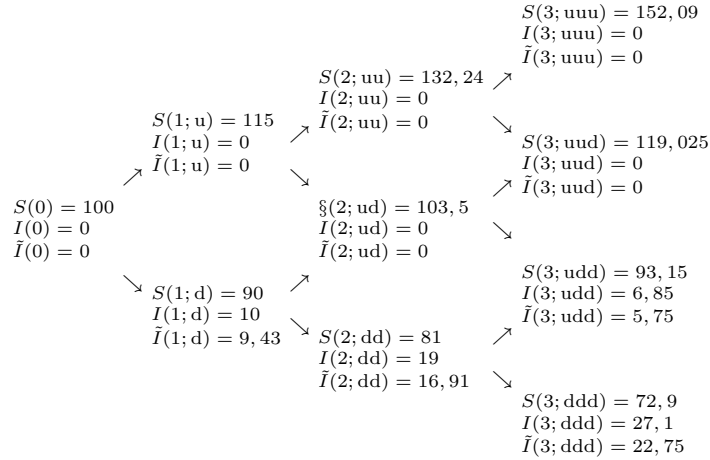 S(0) = 100
I(0) = 0
Ĩ(0) = 0
S(1; u) = 115
I(1; u) = 0
Ĩ(1; u) = 0
S(1; d) = 90
I(1; d) = 10
Ĩ(1; d) = 9, 43
S(2; uu) = 132, 24
I(2; uu) = 0
Ĩ(2; uu) = 0
§(2; ud) = 103, 5
I(2; ud) = 0
Ĩ(2; ud) = 0
S(2; dd) = 81
I(2; dd) = 19
Ĩ(2; dd) = 16, 91
S(3; uuu) = 152, 09
I(3; uuu) = 0
Ĩ(3; uuu) = 0
S(3; uud) = 119, 025
I(3; uud) = 0
Ĩ(3; uud) = 0
S(3; udd) = 93, 15
I(3; udd) = 6, 85
Ĩ(3; udd) = 5, 75
S(3; ddd) = 72, 9
I(3; ddd) = 27, 1
Ĩ(3; ddd) = 22, 75